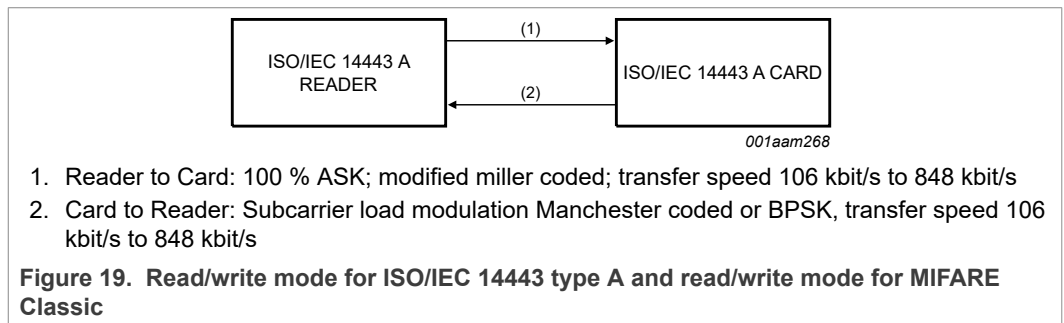 (1)
ISO/IEC 14443 A
READER
ISO/IEC 14443 A CARD
(2)
001aam268
1. Reader to Card: 100 % ASK; modified miller coded; transfer speed 106 kbit/s to 848 kbit/s
2. Card to Reader: Subcarrier load modulation Manchester coded or BPSK, transfer speed 106
kbit/s to 848 kbit/s
Figure 19. Read/write mode for ISO/IEC 14443 type A and read/write mode for MIFARE
Classic